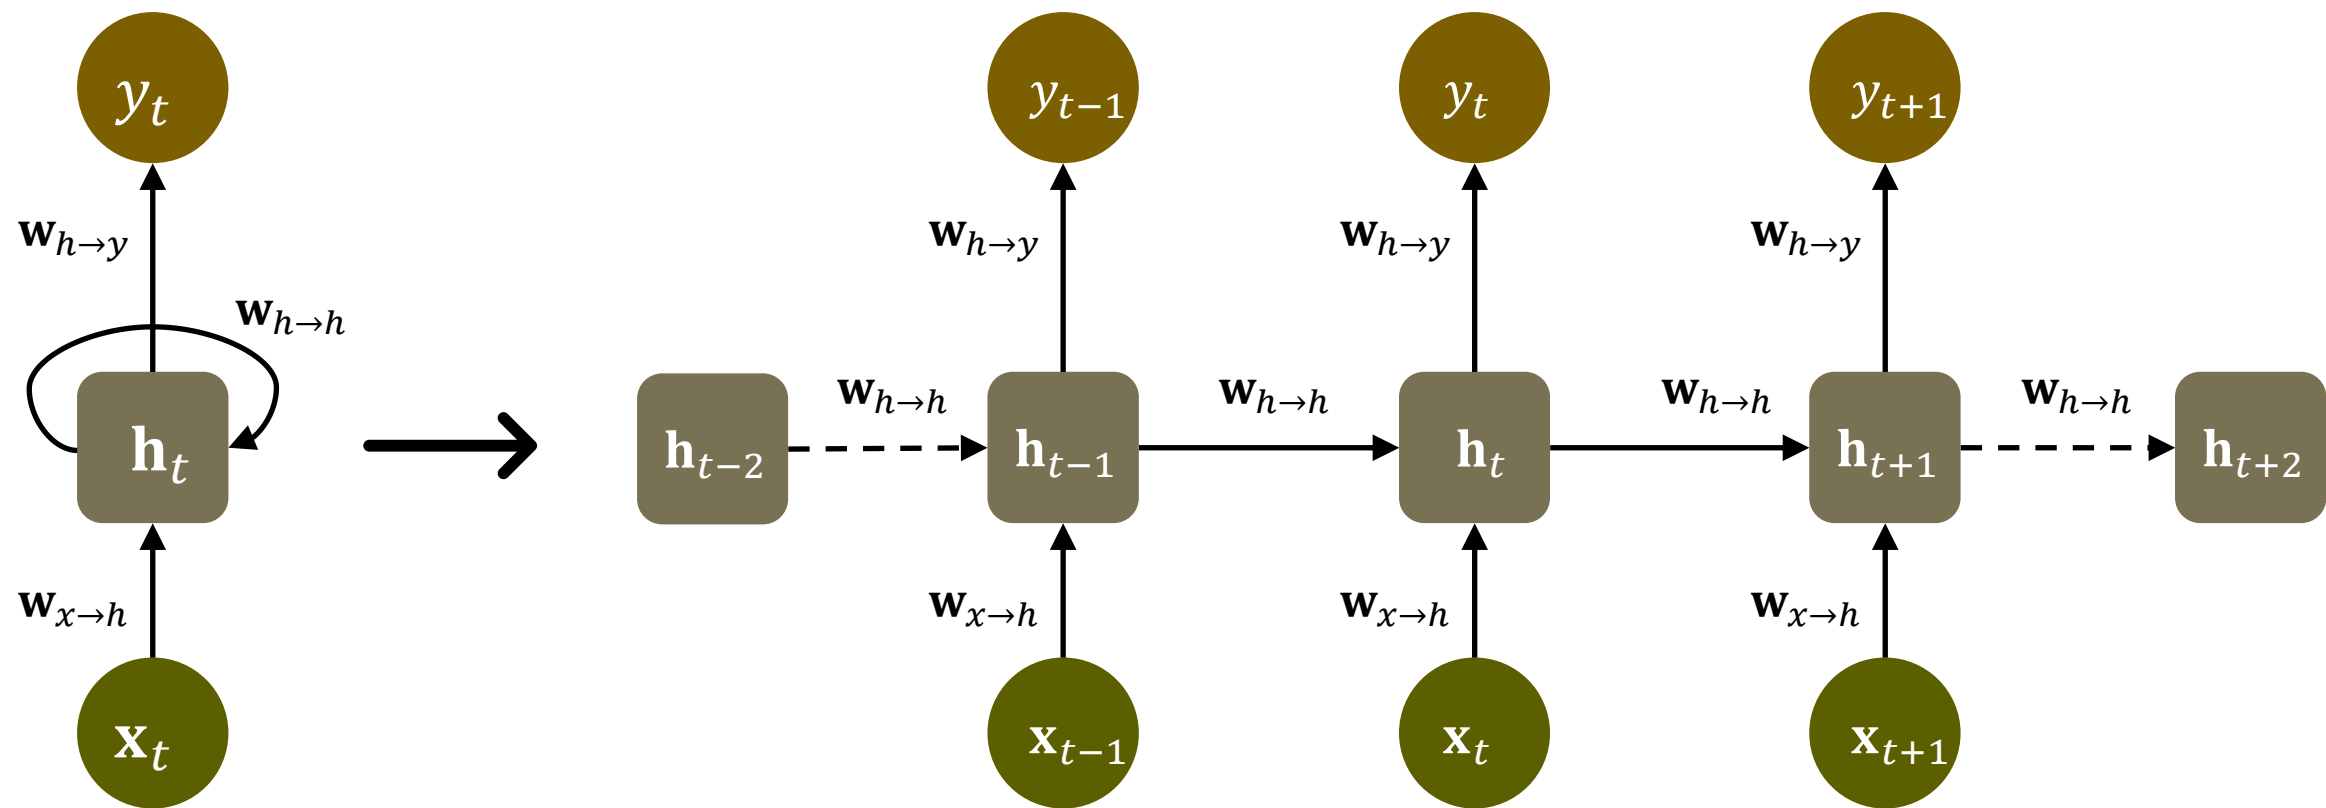 y_t y_{t−1} y_t y_{t+1}
𝐰_{h→y} 𝐰_{h→y} 𝐰_{h→y} 𝐰_{h→y}
𝐰_{h→h}
𝐰_{h→h} 𝐰_{h→h} 𝐰_{h→h} 𝐰_{h→h}
𝐡_t 𝐡_{t−2} 𝐡_{t−1} 𝐡_t 𝐡_{t+1} 𝐡_{t+2}
𝐰_{x→h} 𝐰_{x→h} 𝐰_{x→h} 𝐰_{x→h}
𝐱_t 𝐱_{t−1} 𝐱_t 𝐱_{t+1}